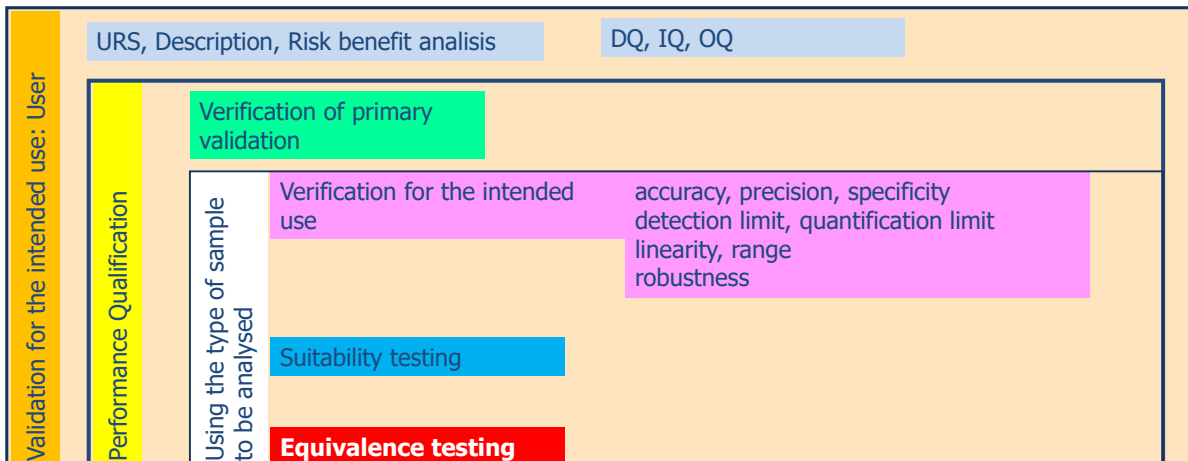 URS, Description, Risk benefit analisis
DQ, IQ, OQ
Validation for the intended use: User
Performance Qualification
Verification of primary
validation
Using the type of sample
to be analysed
Verification for the intended
use
accuracy, precision, specificity
detection limit, quantification limit
linearity, range
robustness
Suitability testing
Equivalence testing